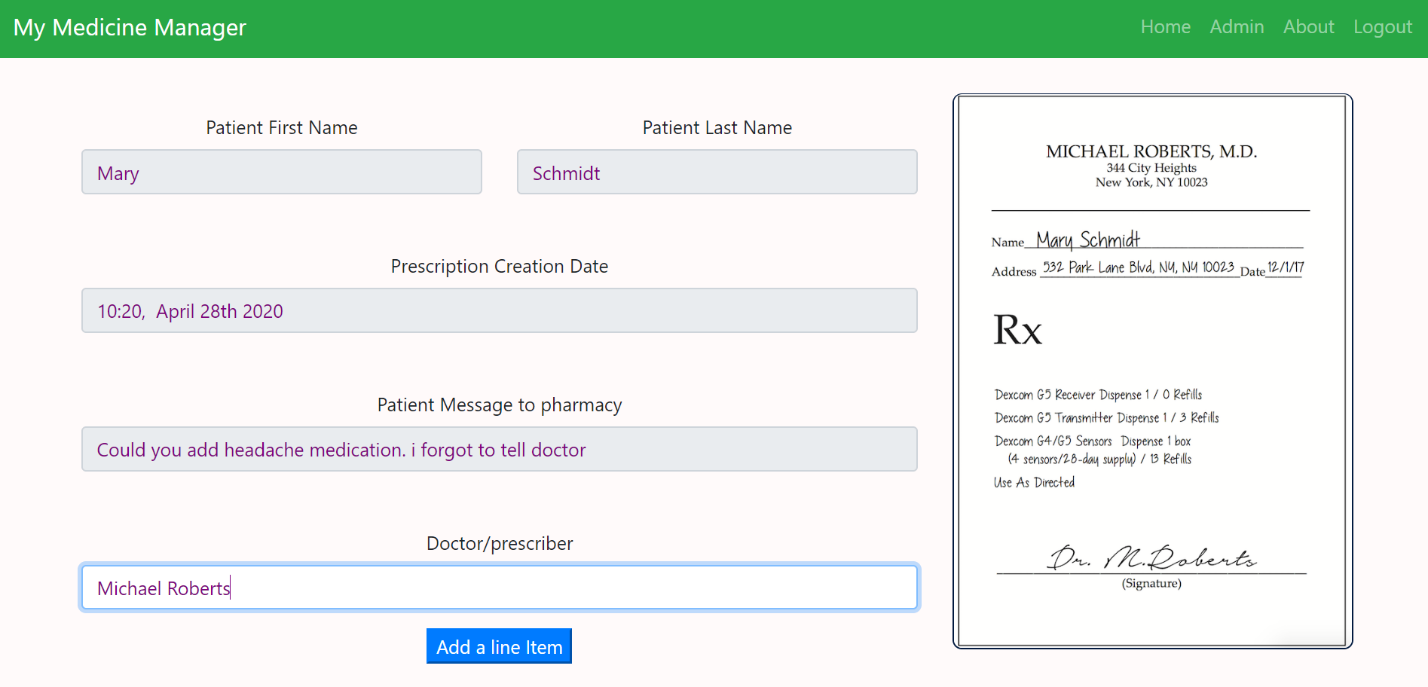 My Medicine Manager
Home Admin About Logout
Patient First Name
Patient Last Name
Mary
Schmidt
Prescription Creation Date
10:20, April 28th 2020
Patient Message to pharmacy
Could you add headache medication. i forgot to tell doctor
Doctor/prescriber
Michael Roberts
Add a line Item
MICHAEL ROBERTS, M.D.
344 City Heights
New York, NY 10023
Name Mary Schmidt
Address 532 Park Lane Blvd, NY, NY 10023 Date 12/1/17
Rx
Dexcom G5 Receiver Dispense 1 / 0 Refills
Dexcom G5 Transmitter Dispense 1 / 3 Refills
Dexcom G4/G5 Sensors Dispense 1 box
(4 sensors/28-day supply) / 13 Refills
Use As Directed
Dr. M.Roberts
(Signature)